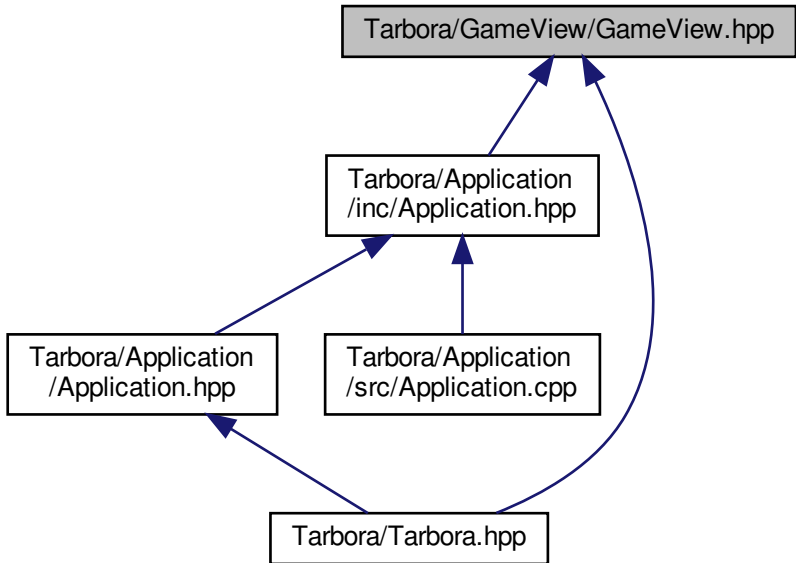 Tarbora/GameView/GameView.hpp
Tarbora/Application
/inc/Application.hpp
Tarbora/Application
/Application.hpp
Tarbora/Application
/src/Application.cpp
Tarbora/Tarbora.hpp